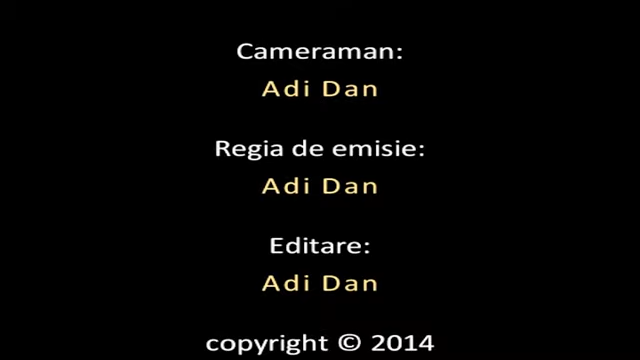 Cameraman:
Adi Dan
Regia de emisie:
Adi Dan
Editare:
Adi Dan
copyright © 2014